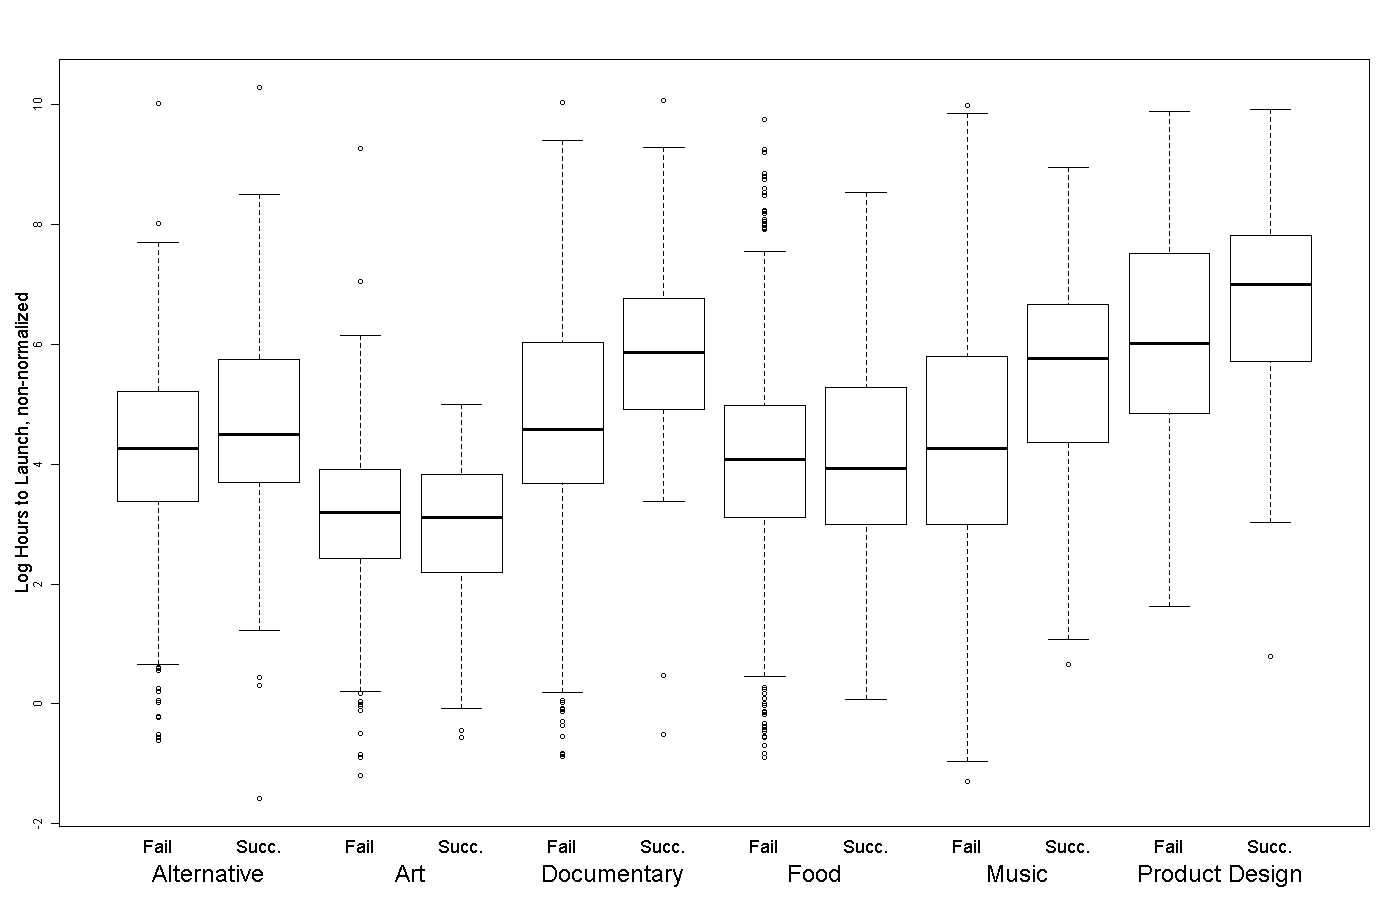 Log Hours to Launch, non-normalized
10
8
6
4
2
0
-2
Fail Succ. Fail Succ. Fail Succ. Fail Succ. Fail Succ. Fail Succ.
Alternative Art Documentary Food Music Product Design